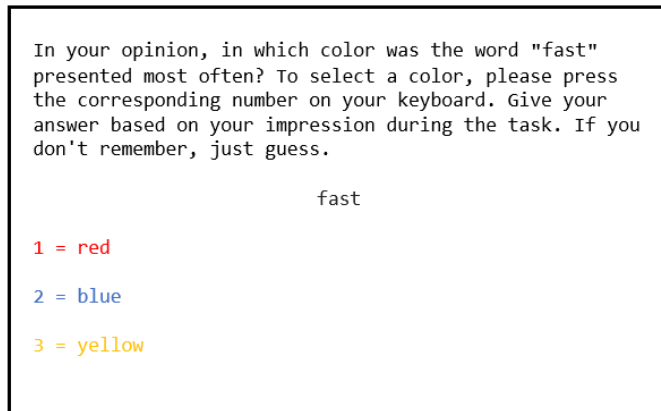 In your opinion, in which color was the word "fast"
presented most often? To select a color, please press
the corresponding number on your keyboard. Give your
answer based on your impression during the task. If you
don't remember, just guess.
fast
1 = red
2 = blue
3 = yellow